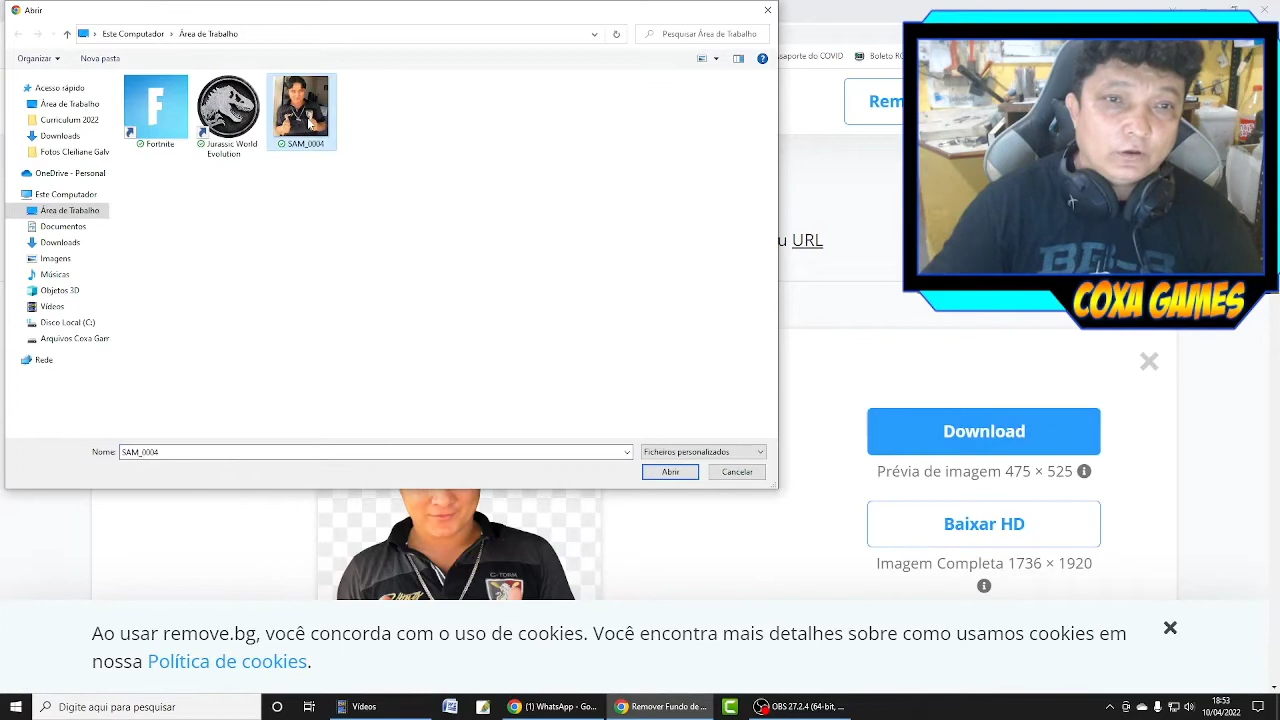 Abrir
Este Computador > Área de Trabalho
Pesquisar Área de Trabalho
Organizar
Nova pasta
Acesso rápido
Área de Trabalho
Curriculum 2022
Downloads
Fotos Cleilane Galv
OneDrive - Personal
Este Computador
Área de Trabalho
Documentos
Downloads
Imagens
Músicas
Objetos 3D
Vídeos
Disco Local (C:)
Arquivos Coxa Gam
Rede
Fortnite
Jurassic World
Evolution
SAM_0004
Nome:
SAM_0004
Ficheiros personalizados
Abrir
Cancelar
saporte do COVID
Boleto
Rem
u URL
COXA GAMES
Download
Prévia de imagem 475 × 525
Baixar HD
Imagem Completa 1736 × 1920
Ao usar remove.bg, você concorda com o uso de cookies. Você encontra mais detalhes sobre como usamos cookies em
nossa Política de cookies.
Digite aqui para pesquisar
Vídeos
(1) WhatsApp - Go...
Remover Fundo de ...
OBS 27.2.4 (64-bit, ...
18:53
10/04/2022